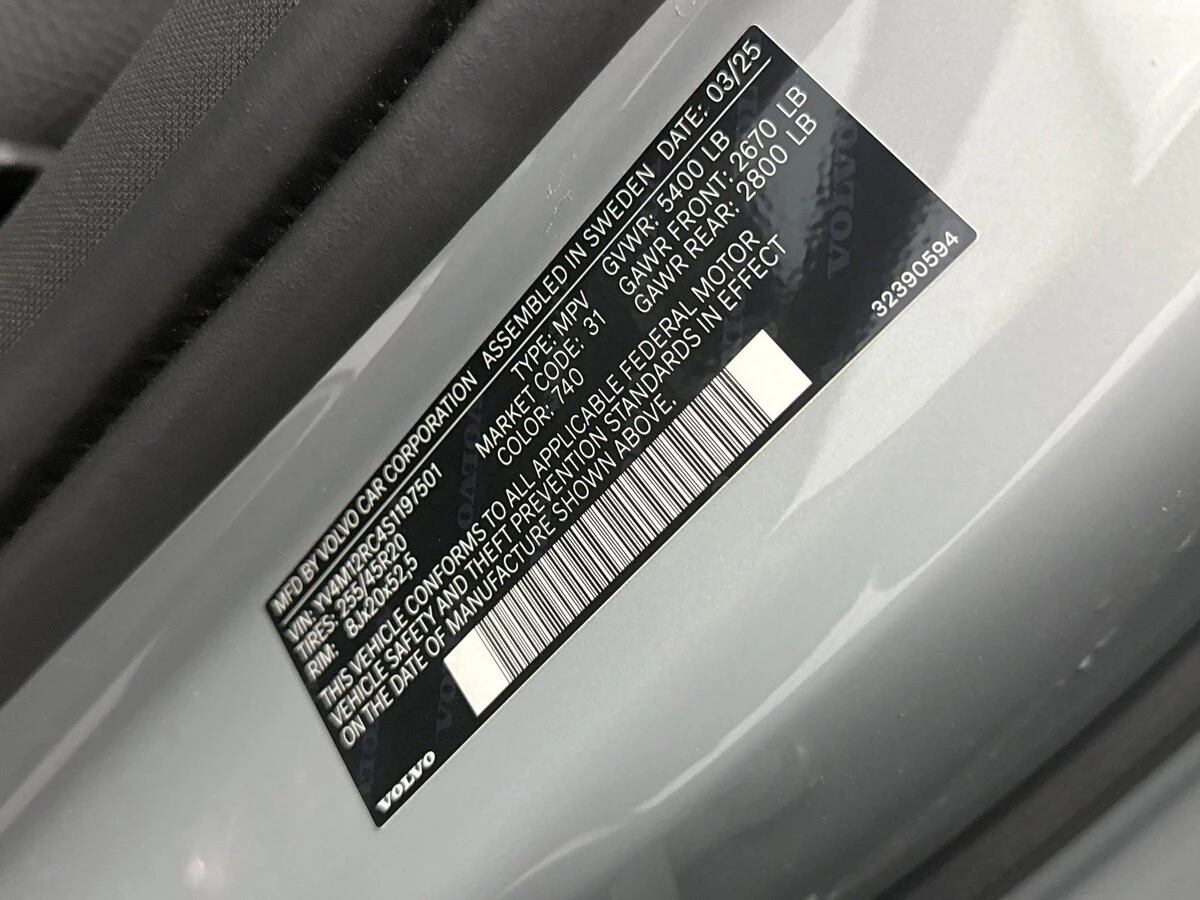 MFD BY VOLVO CAR CORPORATION ASSEMBLED IN SWEDEN DATE: 03/25
VIN: YV4M12RC4S1197501 TYPE: MPV GVWR: 5400 LB
TIRES: 255/45R20 MARKET CODE: 31 GAWR FRONT: 2670 LB
RIM: 8Jx20x52,5 COLOR: 740 GAWR REAR: 2800 LB
THIS VEHICLE CONFORMS TO ALL APPLICABLE FEDERAL MOTOR
VEHICLE SAFETY AND THEFT PREVENTION STANDARDS IN EFFECT
ON THE DATE OF MANUFACTURE SHOWN ABOVE.
VOLVO 32390594